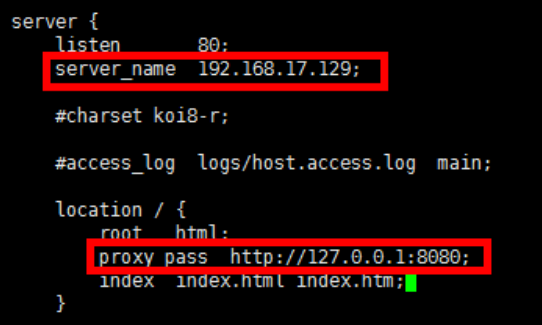 server {
listen 80;
server_name 192.168.17.129;
#charset koi8-r;
#access_log logs/host.access.log main;
location / {
root html;
proxy_pass http://127.0.0.1:8080;
index index.html index.htm;
}